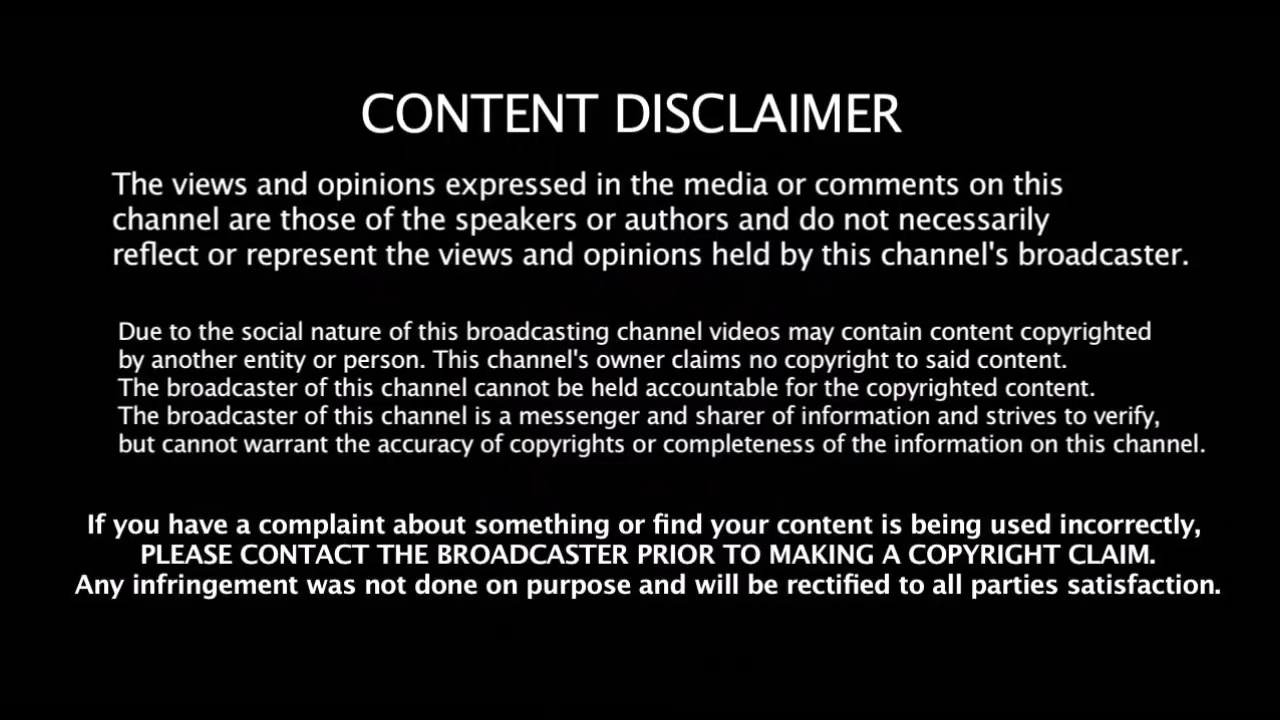 CONTENT DISCLAIMER
The views and opinions expressed in the media or comments on this
channel are those of the speakers or authors and do not necessarily
reflect or represent the views and opinions held by this channel's broadcaster.
Due to the social nature of this broadcasting channel videos may contain content copyrighted
by another entity or person. This channel's owner claims no copyright to said content.
The broadcaster of this channel cannot be held accountable for the copyrighted content.
The broadcaster of this channel is a messenger and sharer of information and strives to verify,
but cannot warrant the accuracy of copyrights or completeness of the information on this channel.
If you have a complaint about something or find your content is being used incorrectly,
PLEASE CONTACT THE BROADCASTER PRIOR TO MAKING A COPYRIGHT CLAIM.
Any infringement was not done on purpose and will be rectified to all parties satisfaction.